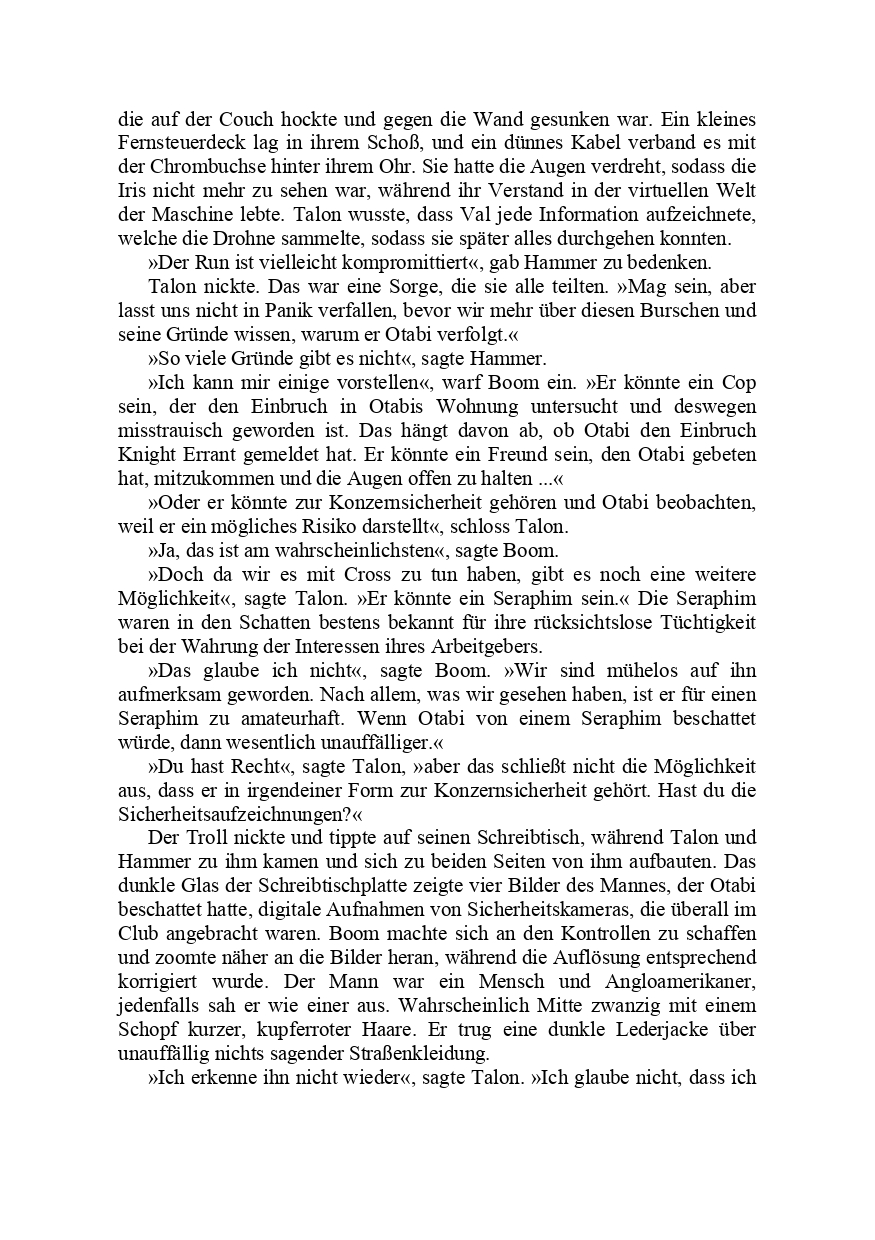 die auf der Couch hockte und gegen die Wand gesunken war. Ein kleines
Fernsteuerdeck lag in ihrem Schoß, und ein dünnes Kabel verband es mit
der Chrombuchse hinter ihrem Ohr. Sie hatte die Augen verdreht, sodass die
Iris nicht mehr zu sehen war, während ihr Verstand in der virtuellen Welt
der Maschine lebte. Talon wusste, dass Val jede Information aufzeichnete,
welche die Drohne sammelte, sodass sie später alles durchgehen konnten.
»Der Run ist vielleicht kompromittiert«, gab Hammer zu bedenken.
Talon nickte. Das war eine Sorge, die sie alle teilten. »Mag sein, aber
lasst uns nicht in Panik verfallen, bevor wir mehr über diesen Burschen und
seine Gründe wissen, warum er Otabi verfolgt.«
»So viele Gründe gibt es nicht«, sagte Hammer.
»Ich kann mir einige vorstellen«, warf Boom ein. »Er könnte ein Cop
sein, der den Einbruch in Otabis Wohnung untersucht und deswegen
misstrauisch geworden ist. Das hängt davon ab, ob Otabi den Einbruch
Knight Errant gemeldet hat. Er könnte ein Freund sein, den Otabi gebeten
hat, mitzukommen und die Augen offen zu halten ...«
»Oder er könnte zur Konzernsicherheit gehören und Otabi beobachten,
weil er ein mögliches Risiko darstellt«, schloss Talon.
»Ja, das ist am wahrscheinlichsten«, sagte Boom.
»Doch da wir es mit Cross zu tun haben, gibt es noch eine weitere
Möglichkeit«, sagte Talon. »Er könnte ein Seraphim sein.« Die Seraphim
waren in den Schatten bestens bekannt für ihre rücksichtslose Tüchtigkeit
bei der Wahrung der Interessen ihres Arbeitgebers.
»Das glaube ich nicht«, sagte Boom. »Wir sind mühelos auf ihn
aufmerksam geworden. Nach allem, was wir gesehen haben, ist er für einen
Seraphim zu amateurhaft. Wenn Otabi von einem Seraphim beschattet
würde, dann wesentlich unauffälliger.«
»Du hast Recht«, sagte Talon, »aber das schließt nicht die Möglichkeit
aus, dass er in irgendeiner Form zur Konzernsicherheit gehört. Hast du die
Sicherheitsaufzeichnungen?«
Der Troll nickte und tippte auf seinen Schreibtisch, während Talon und
Hammer zu ihm kamen und sich zu beiden Seiten von ihm aufbauten. Das
dunkle Glas der Schreibtischplatte zeigte vier Bilder des Mannes, der Otabi
beschattet hatte, digitale Aufnahmen von Sicherheitskameras, die überall im
Club angebracht waren. Boom machte sich an den Kontrollen zu schaffen
und zoomte näher an die Bilder heran, während die Auflösung entsprechend
korrigiert wurde. Der Mann war ein Mensch und Angloamerikaner,
jedenfalls sah er wie einer aus. Wahrscheinlich Mitte zwanzig mit einem
Schopf kurzer, kupferroter Haare. Er trug eine dunkle Lederjacke über
unauffällig nichts sagender Straßenkleidung.
»Ich erkenne ihn nicht wieder«, sagte Talon. »Ich glaube nicht, dass ich